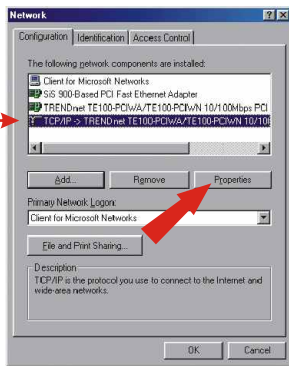 Network
Configuration Identification Access Control
The following network components are installed:
Client for Microsoft Networks
SiS 900-Based PCI Fast Ethernet Adapter
TRENDnet TE100-PCIWA/TE100-PCIWN 10/100Mbps PCI
TCP/IP -> TRENDnet TE100-PCIWA/TE100-PCIWN 10/10
Add... Remove Properties
Primary Network Logon:
Client for Microsoft Networks
File and Print Sharing...
Description
TCP/IP is the protocol you use to connect to the Internet and
wide-area networks.
OK Cancel